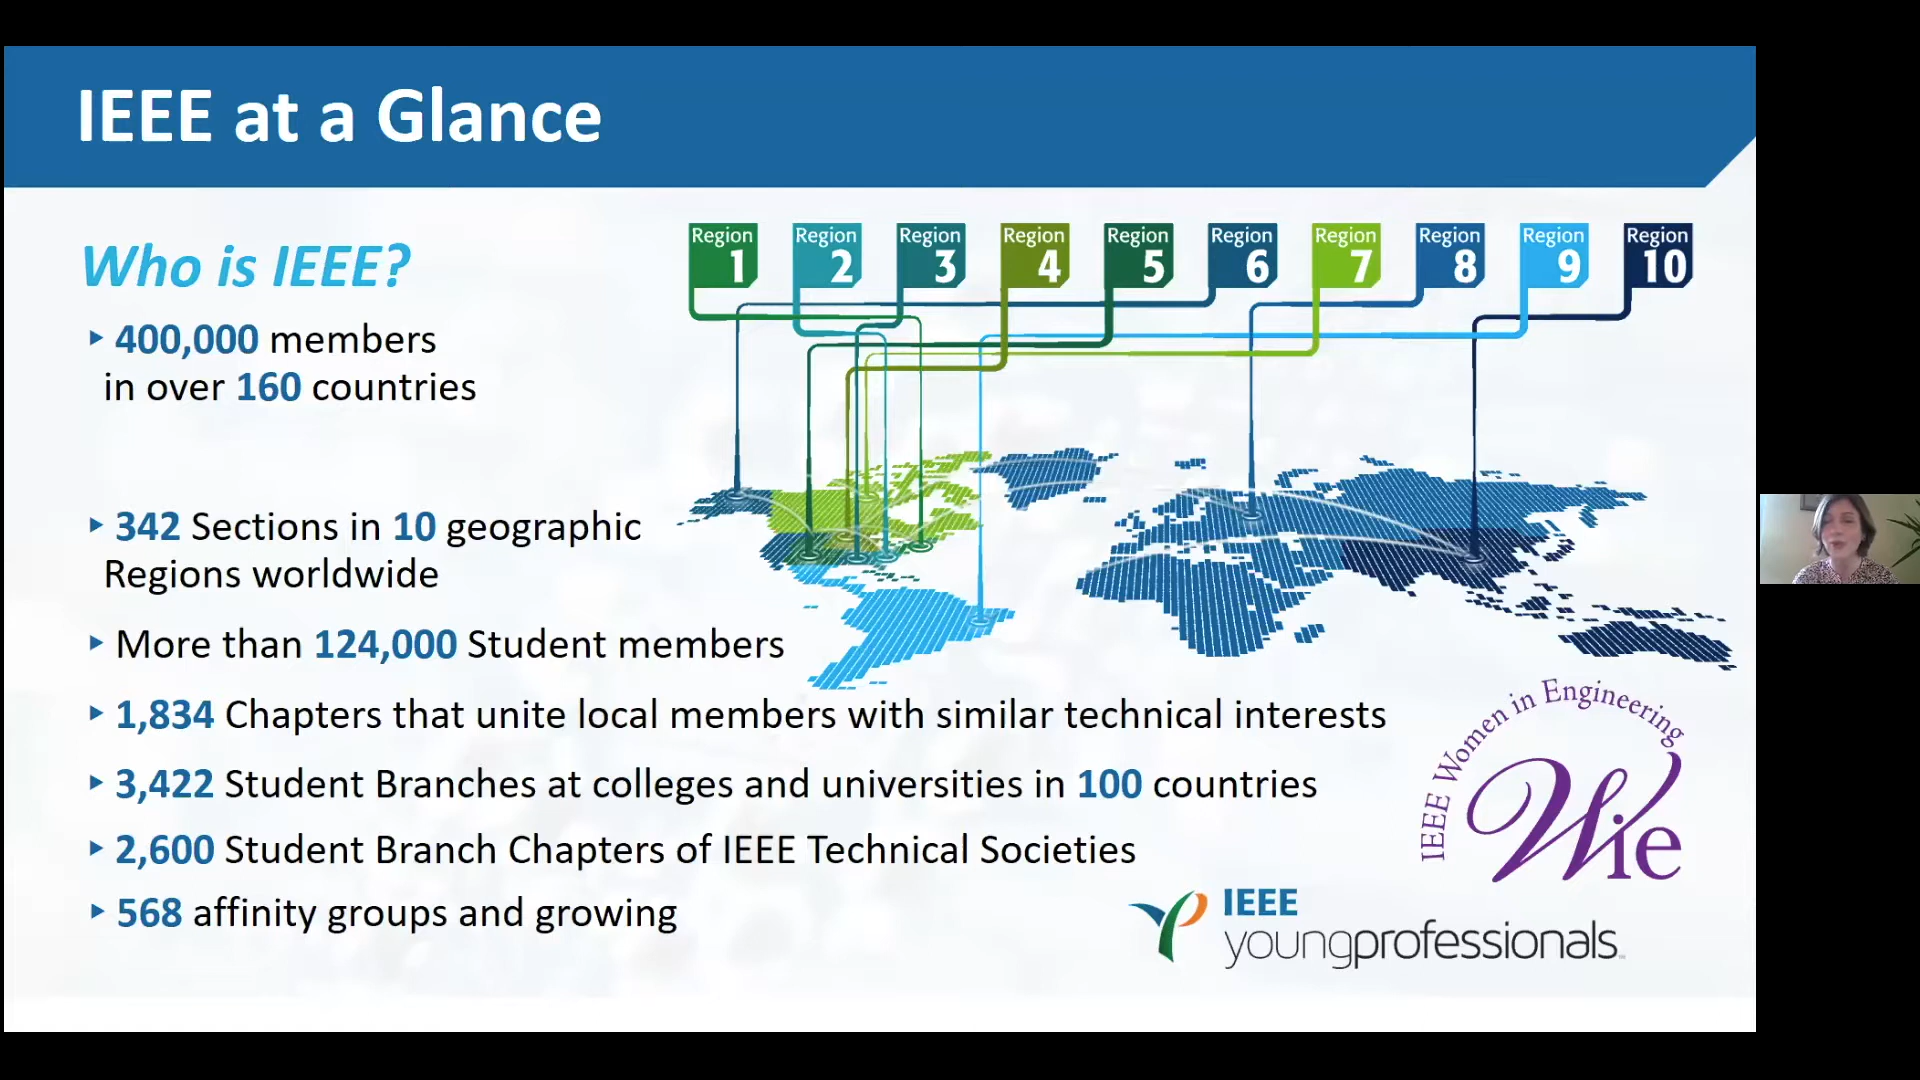 IEEE at a Glance
Who is IEEE?
400,000 members
in over 160 countries
342 Sections in 10 geographic
Regions worldwide
More than 124,000 Student members
1,834 Chapters that unite local members with similar technical interests
3,422 Student Branches at colleges and universities in 100 countries
2,600 Student Branch Chapters of IEEE Technical Societies
568 affinity groups and growing
Region 1
Region 2
Region 3
Region 4
Region 5
Region 6
Region 7
Region 8
Region 9
Region 10
IEEE Women in Engineering
Wie
IEEE
youngprofessionals